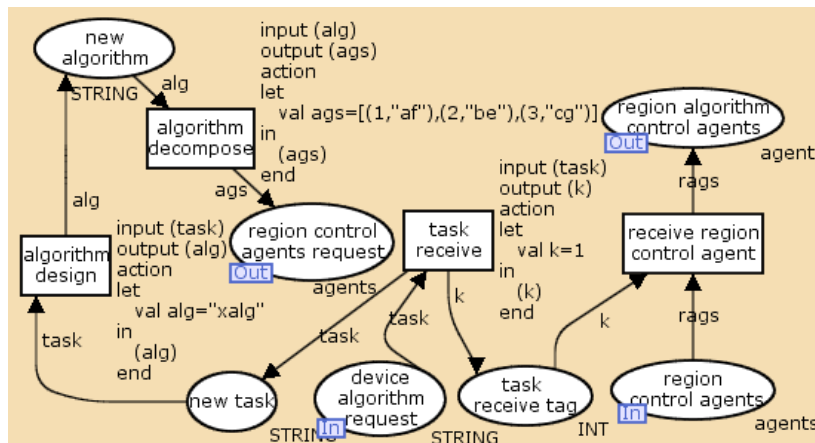 new
algorithm
STRING
alg
input (alg)
output (ags)
action
let
val ags=[(1,"af"),(2,"be"),(3,"cg")]
in
(ags)
end
algorithm
decompose
ags
region algorithm
control agents
Out
agents
rags
alg
algorithm
design
input (task)
output (alg)
action
let
val alg="xalg"
in
(alg)
end
region control
agents request
Out
agents
task
receive
input (task)
output (k)
action
let
val k=1
in
(k)
end
receive region
control agent
task
task
task
k
k
rags
new task
STRING
device
algorithm
request
In
STRING
task
receive tag
INT
region
control agents
In
agents